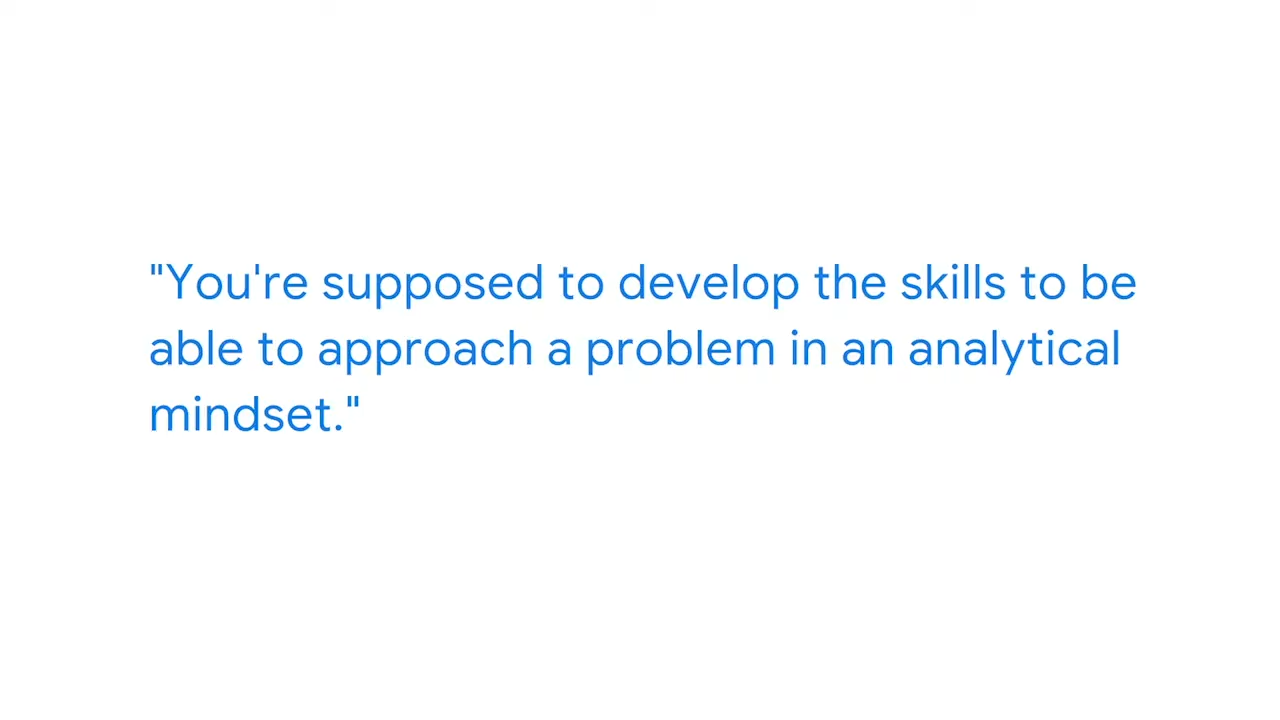 "You're supposed to develop the skills to be
able to approach a problem in an analytical
mindset."